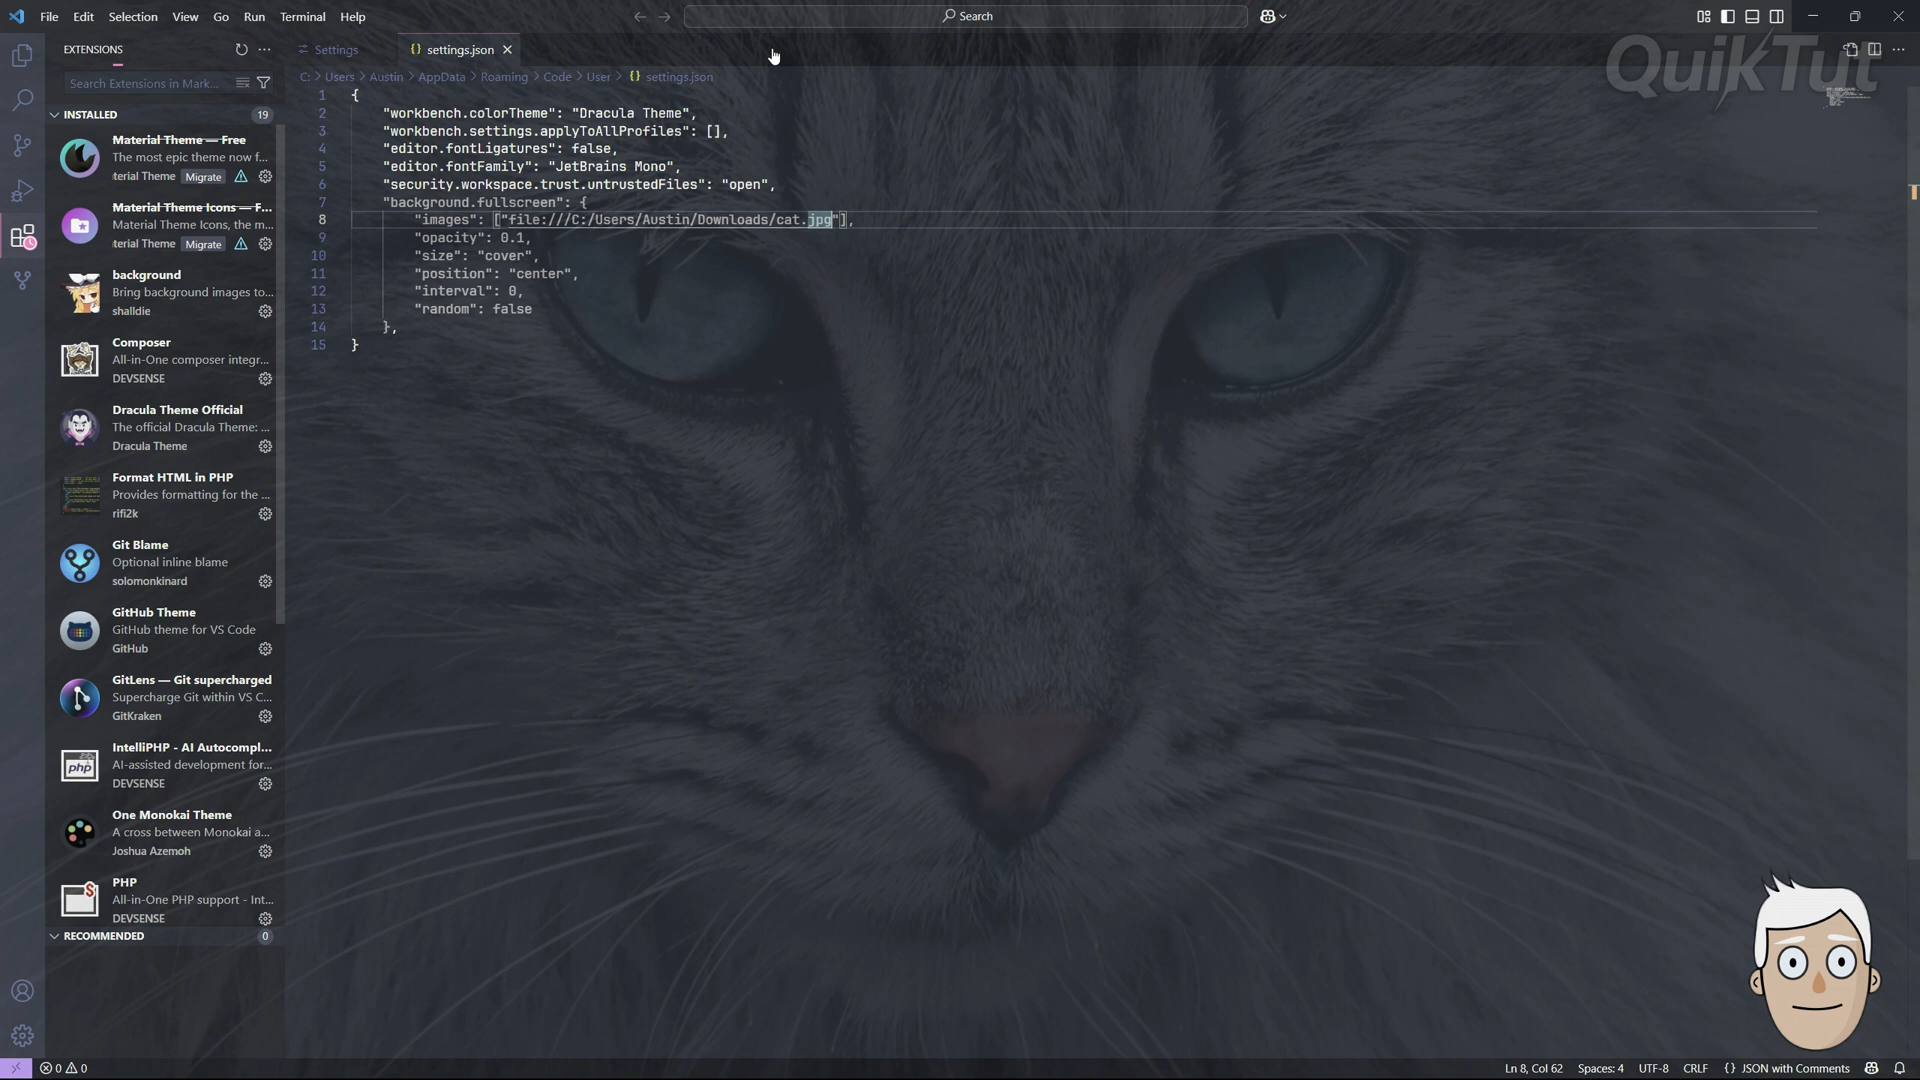 File Edit Selection View Go Run Terminal Help
Search
EXTENSIONS
Settings
{} settings.json
QuikTut
C: > Users > Austin > AppData > Roaming > Code > User > {} settings.json
Search Extensions in Mark...
INSTALLED 19
Material Theme — Free
The most epic theme now f...
terial Theme Migrate
Material Theme Icons — F...
Material Theme Icons, the m...
terial Theme Migrate
background
Bring background images to...
shalldie
Composer
All-in-One composer integr...
DEVSENSE
Dracula Theme Official
The official Dracula Theme: ...
Dracula Theme
Format HTML in PHP
Provides formatting for the ...
rifi2k
Git Blame
Optional inline blame
solomonkinard
GitHub Theme
GitHub theme for VS Code
GitHub
GitLens — Git supercharged
Supercharge Git within VS C...
GitKraken
IntelliPHP - AI Autocompl...
AI-assisted development for...
DEVSENSE
One Monokai Theme
A cross between Monokai a...
Joshua Azemoh
PHP
All-in-One PHP support - Int...
DEVSENSE
RECOMMENDED 0
1 {
2 "workbench.colorTheme": "Dracula Theme",
3 "workbench.settings.applyToAllProfiles": [],
4 "editor.fontLigatures": false,
5 "editor.fontFamily": "JetBrains Mono",
6 "security.workspace.trust.untrustedFiles": "open",
7 "background.fullscreen": {
8 "images": ["file:///C:/Users/Austin/Downloads/cat.jpg"],
9 "opacity": 0.1,
10 "size": "cover",
11 "position": "center",
12 "interval": 0,
13 "random": false
14 },
15 }
0 0
Ln 8, Col 62 Spaces: 4 UTF-8 CRLF {} JSON with Comments